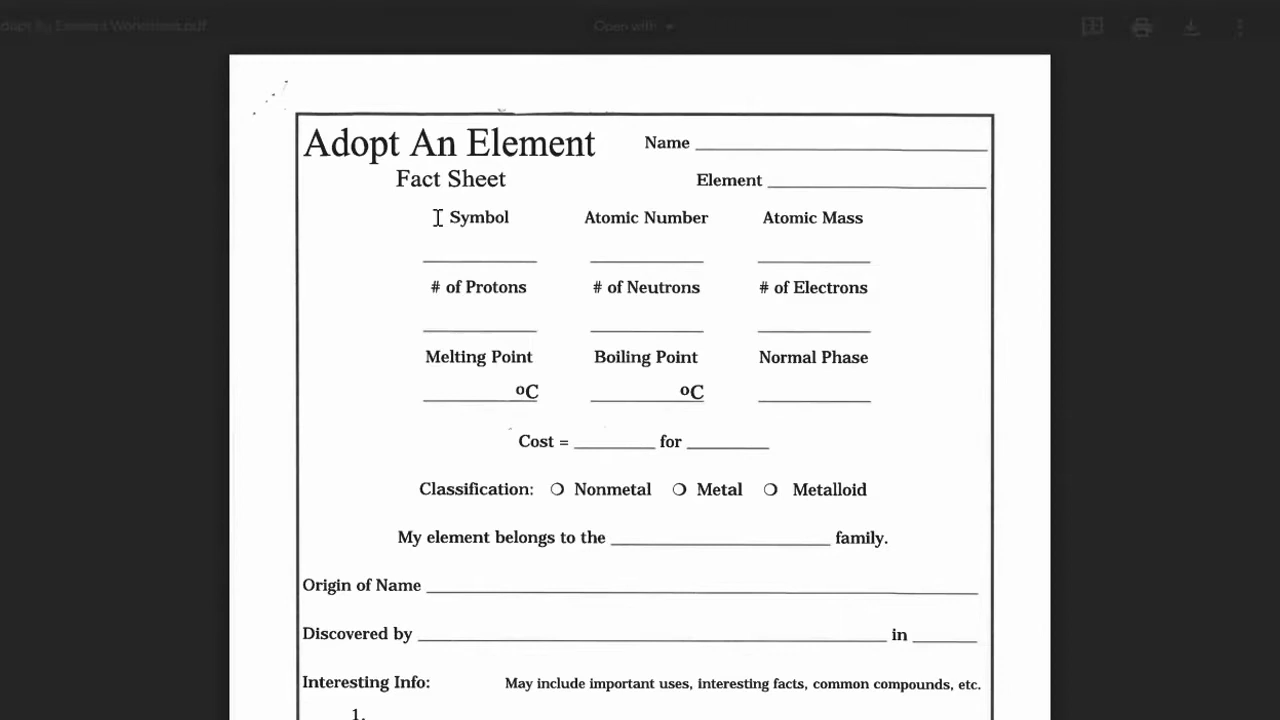 Open with
Adopt An Element Name
Fact Sheet Element
Symbol Atomic Number Atomic Mass
# of Protons # of Neutrons # of Electrons
Melting Point Boiling Point Normal Phase
ºC ºC
Cost = for
Classification: ❍ Nonmetal ❍ Metal ❍ Metalloid
My element belongs to the family.
Origin of Name
Discovered by in
Interesting Info: May include important uses, interesting facts, common compounds, etc.
1.